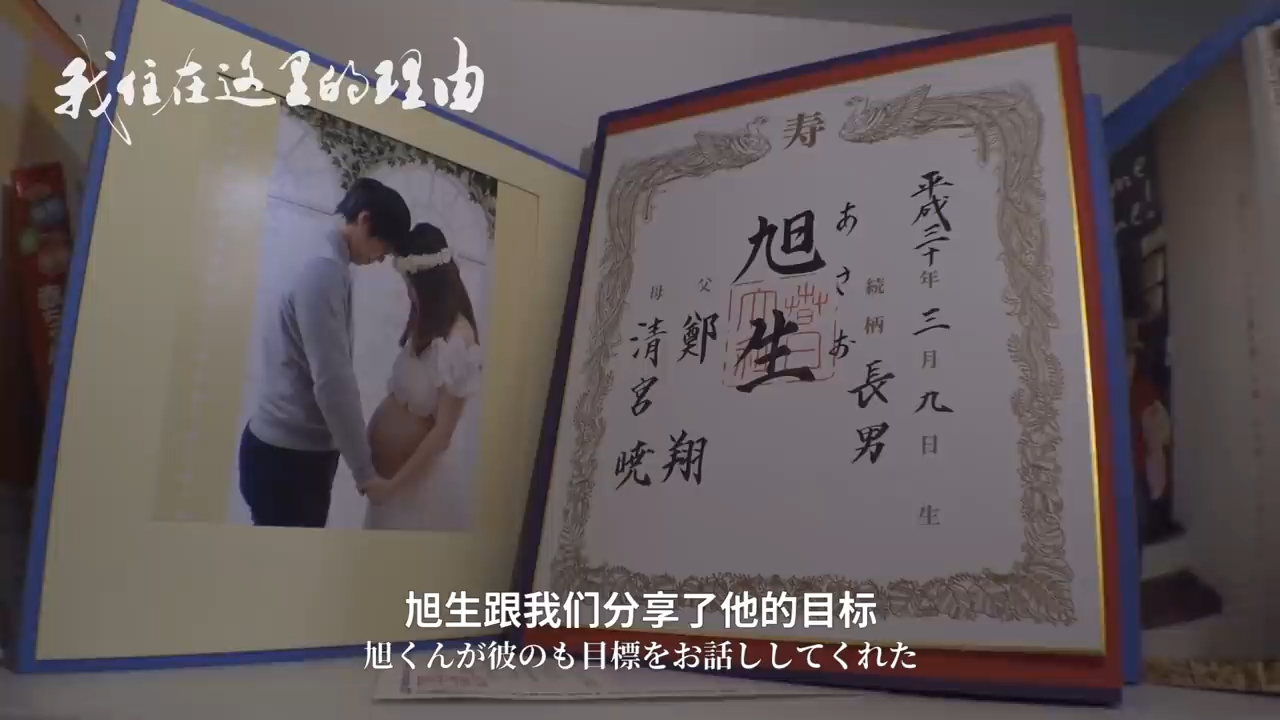 我住在这里的理由
寿
平成三十年三月九日生
続柄 長男
あさお
旭生
父 鄭 翔
母 清宮 暁
旭生跟我们分享了他的目标
旭くんが彼のも目標をお話ししてくれた